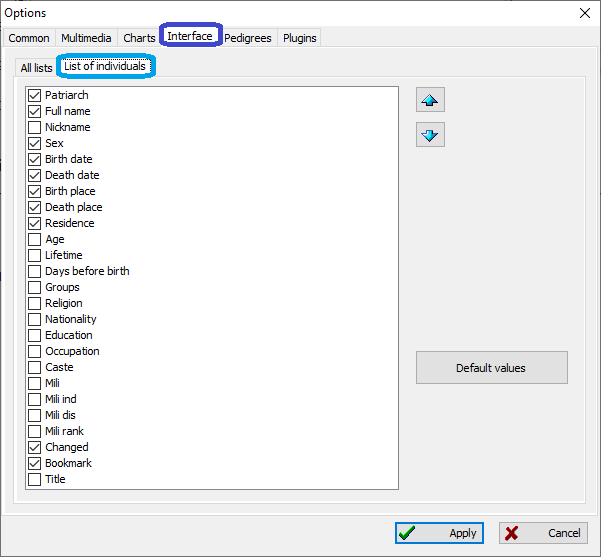 Options
Common Multimedia Charts Interface Pedigrees Plugins
All lists List of individuals
Patriarch
Full name
Nickname
Sex
Birth date
Death date
Birth place
Death place
Residence
Age
Lifetime
Days before birth
Groups
Religion
Nationality
Education
Occupation
Caste
Mili
Mili ind
Mili dis
Mili rank
Changed
Bookmark
Title
Default values
Apply Cancel